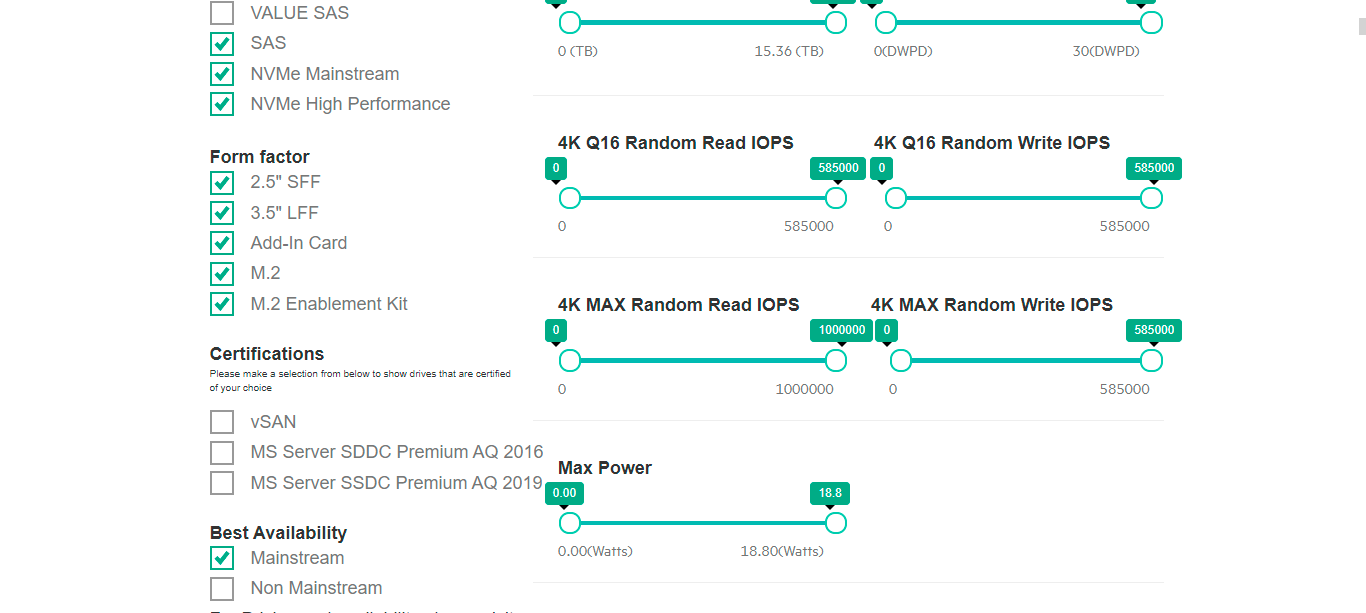 VALUE SAS
SAS
NVMe Mainstream
NVMe High Performance
Form factor
2.5" SFF
3.5" LFF
Add-In Card
M.2
M.2 Enablement Kit
Certifications
Please make a selection from below to show drives that are certified
of your choice
vSAN
MS Server SDDC Premium AQ 2016
MS Server SSDC Premium AQ 2019
Best Availability
Mainstream
Non Mainstream
0 (TB) 15.36 (TB) 0(DWPD) 30(DWPD)
4K Q16 Random Read IOPS 4K Q16 Random Write IOPS
0 585000 0 585000
0 585000 0 585000
4K MAX Random Read IOPS 4K MAX Random Write IOPS
0 1000000 0 585000
0 1000000 0 585000
Max Power
0.00 18.8
0.00(Watts) 18.80(Watts)